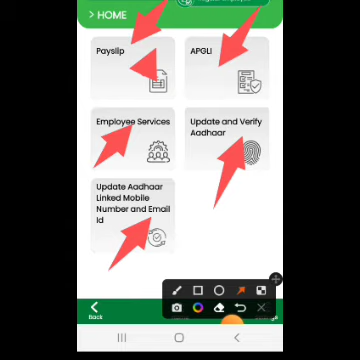 > HOME
Payslip
APGLI
Employee Services
Update and Verify
Aadhaar
Update Aadhaar
Linked Mobile
Number and Email
Id
Back